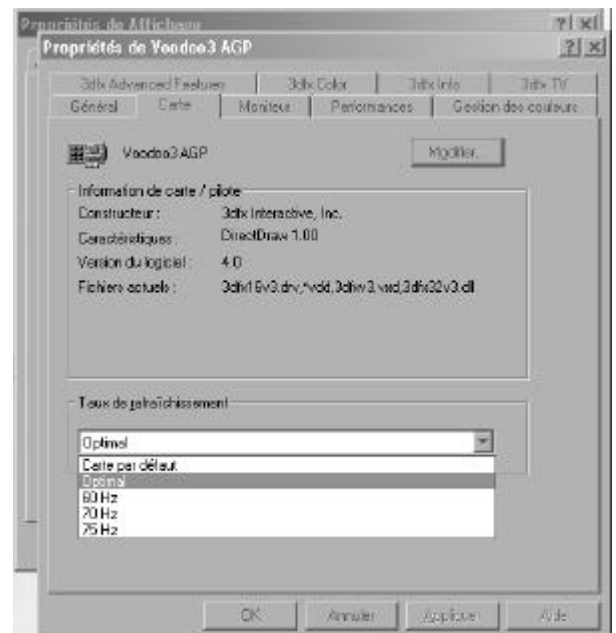 Propriétés de Affichage
Propriétés de Voodoo3 AGP
3dfx Advanced Features 3dfx Color 3dfx Info 3dfx TV
Général Carte Moniteur Performances Gestion des couleurs
Voodoo3 AGP Modifier...
Information de carte / pilote
Constructeur : 3dfx Interactive, Inc.
Caractéristiques : DirectDraw 1.00
Version du logiciel : 4.0
Fichiers actuels : 3dfx16v3.drv,*vdd,3dfxv3.vxd,3dfx32v3.dll
Taux de rafraîchissement
Optimal
Carte par défaut
Optimal
60 Hz
70 Hz
75 Hz
OK Annuler Appliquer Aide